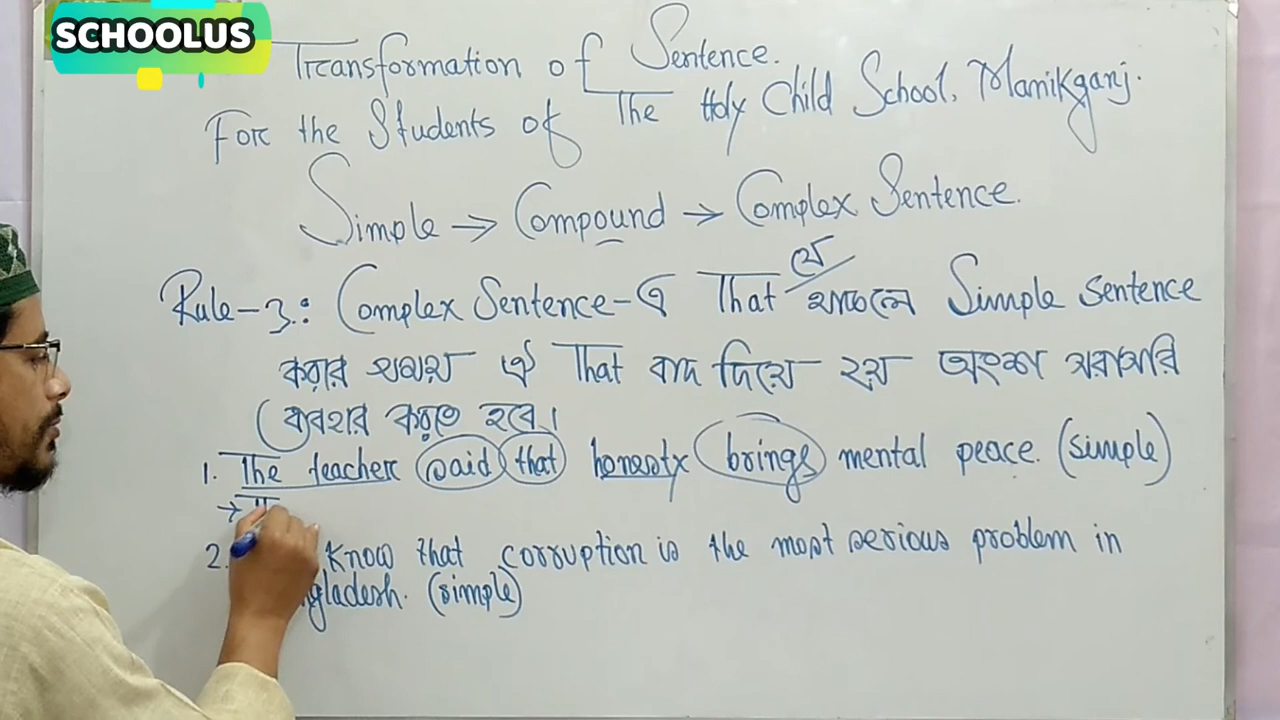 SCHOOLUS
Transformation of Sentence.
For the Students of The Holy Child School, Manikganj.
Simple → Compound → Complex Sentence.
Rule-3: Complex Sentence-এ That যে থাকলে Simple sentence
করার সময় ঐ That বাদ দিয়ে ২য় অংশ সরাসরি
ব্যবহার করতে হবে।
1. The teacher said that honesty brings mental peace. (simple)
→ Th
2. know that corruption is the most serious problem in
ngladesh. (simple)